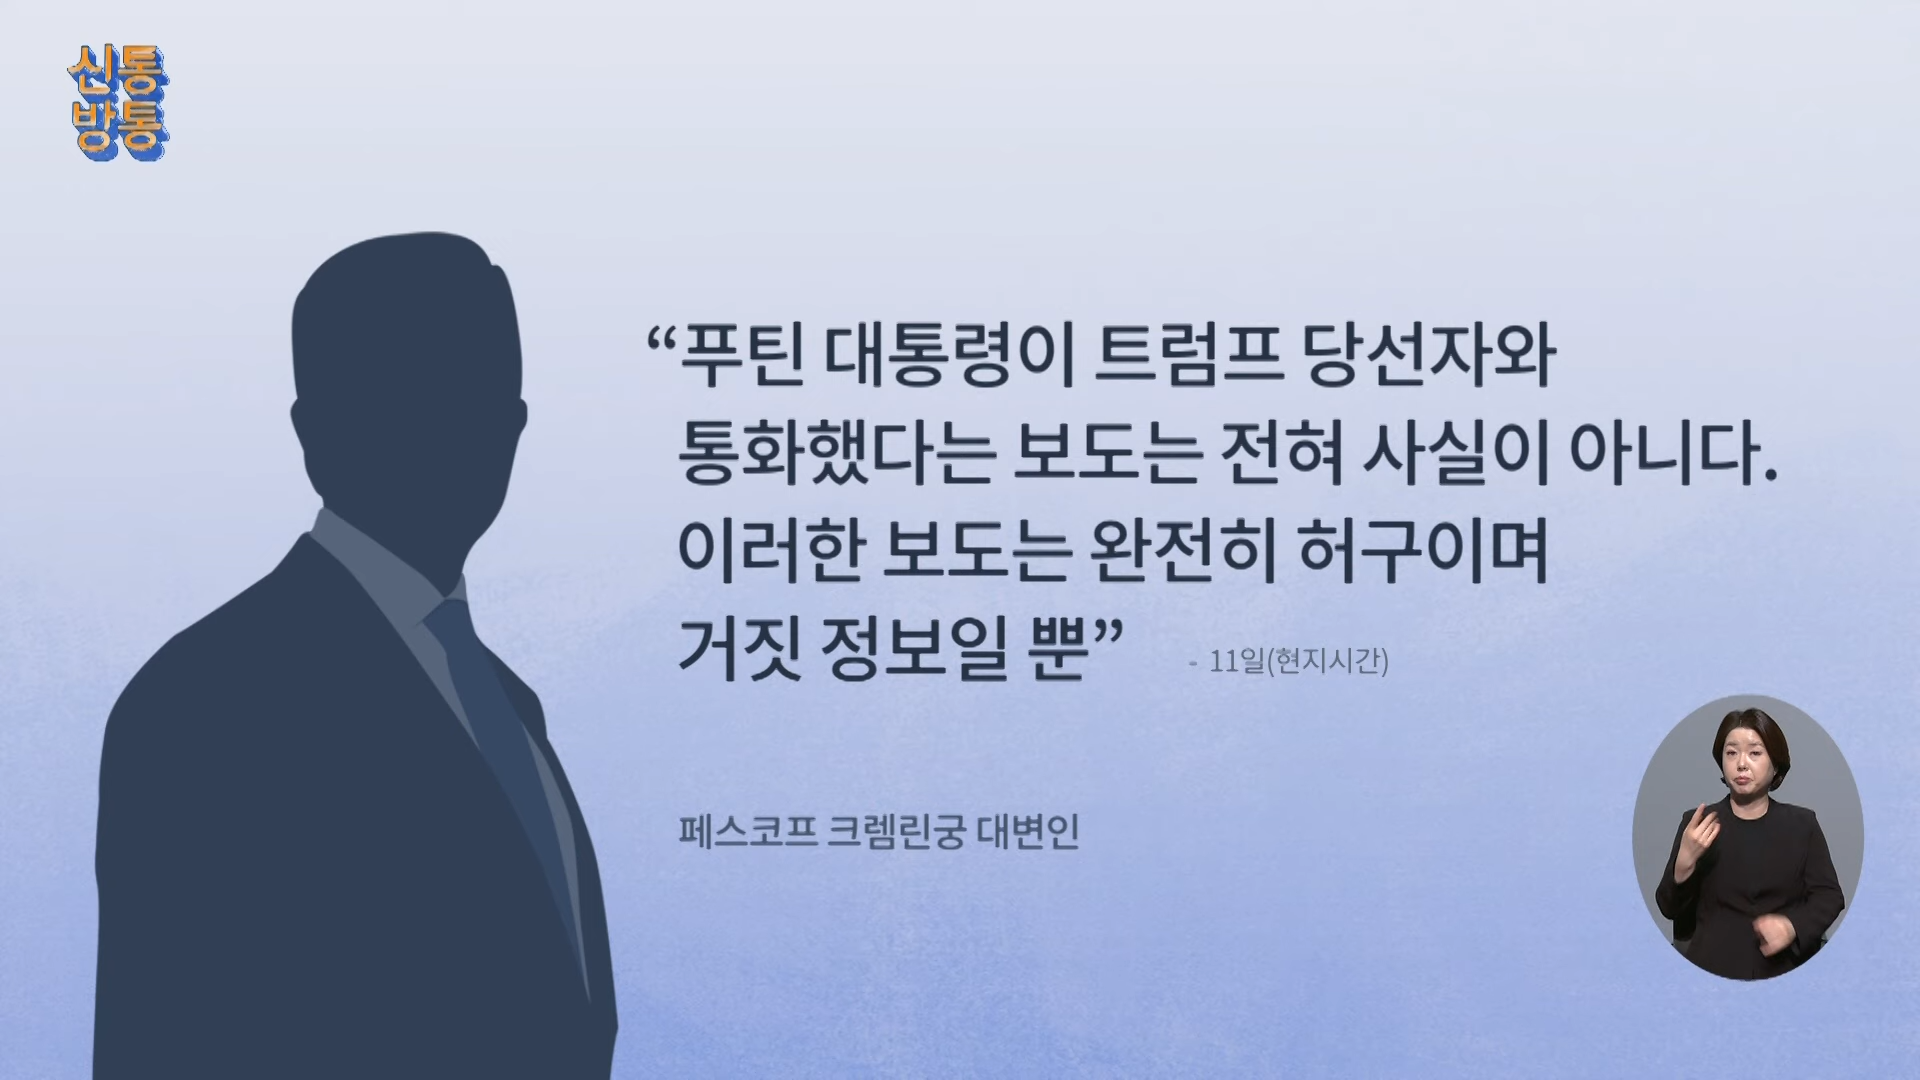 신통
방통
“푸틴 대통령이 트럼프 당선자와
통화했다는 보도는 전혀 사실이 아니다.
이러한 보도는 완전히 허구이며
거짓 정보일 뿐” - 11일(현지시간)
페스코프 크렘린궁 대변인